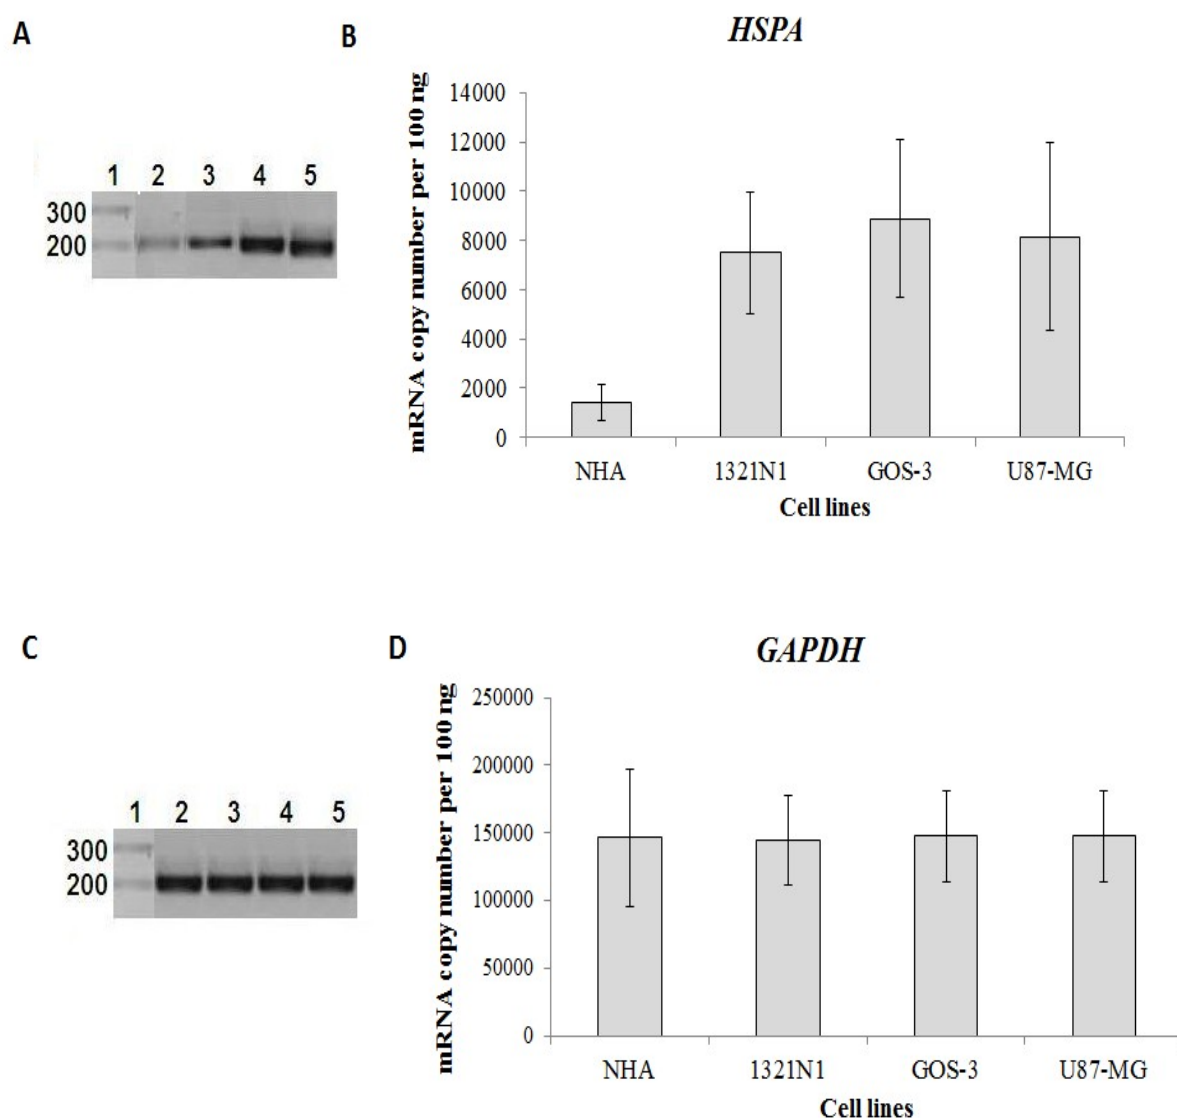 A
1 2 3 4 5
300
200
B
HSPA
mRNA copy number per 100 ng
14000
12000
10000
8000
6000
4000
2000
0
NHA 1321N1 GOS-3 U87-MG
Cell lines
C
1 2 3 4 5
300
200
D
GAPDH
mRNA copy number per 100 ng
250000
200000
150000
100000
50000
0
NHA 1321N1 GOS-3 U87-MG
Cell lines